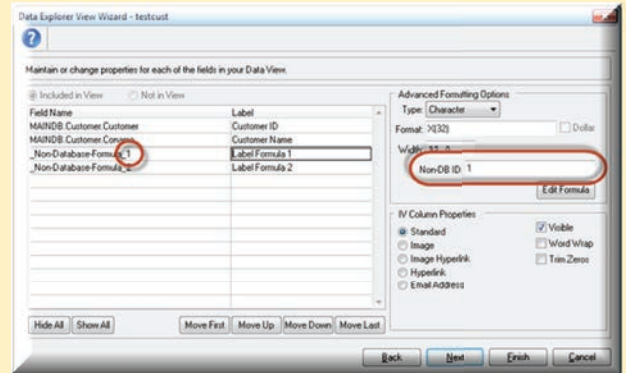 Data Explorer View Wizard - testcust
?
Maintain or change properties for each of the fields in your Data View.
Included in View Not in View
Field Name Label
MAINDB.Customer.Customer Customer ID
MAINDB.Customer.Coname Customer Name
_Non-Database-Formula_1 Label Formula 1
_Non-Database-Formula_2 Label Formula 2
Hide All Show All Move First Move Up Move Down Move Last
Advanced Formatting Options
Type: Character
Format: X(32) Dollar
Width:
Non-DB ID: 1
Edit Formula
IV Column Properties
Standard Visible
Image Word Wrap
Image Hyperlink Trim Zeros
Hyperlink
Email Address
Back Next Finish Cancel